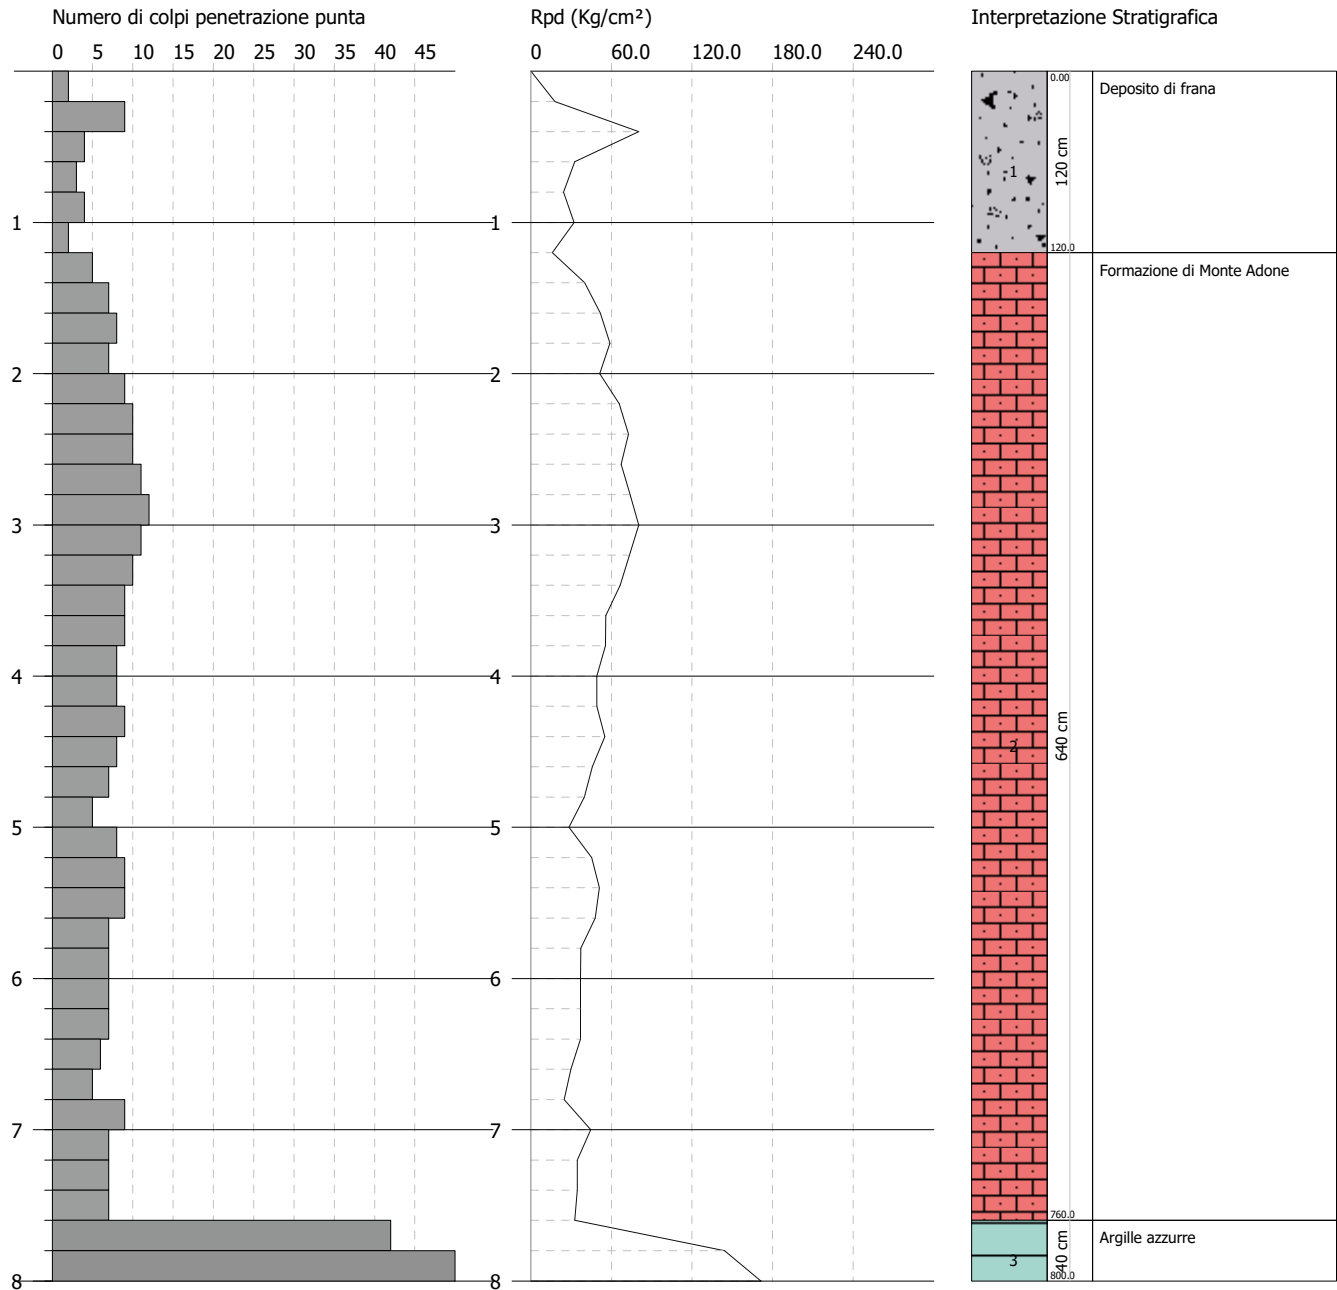 Numero di colpi penetrazione punta
Rpd (Kg/cm²)
Interpretazione Stratigrafica
0 5 10 15 20 25 30 35 40 45
0 60.0 120.0 180.0 240.0
0.00
Deposito di frana
1
120 cm
1 1
120.0
Formazione di Monte Adone
2 2
3 3
4 4
2
640 cm
5 5
6 6
7 7
760.0
Argille azzurre
3
40 cm
800.0
8 8